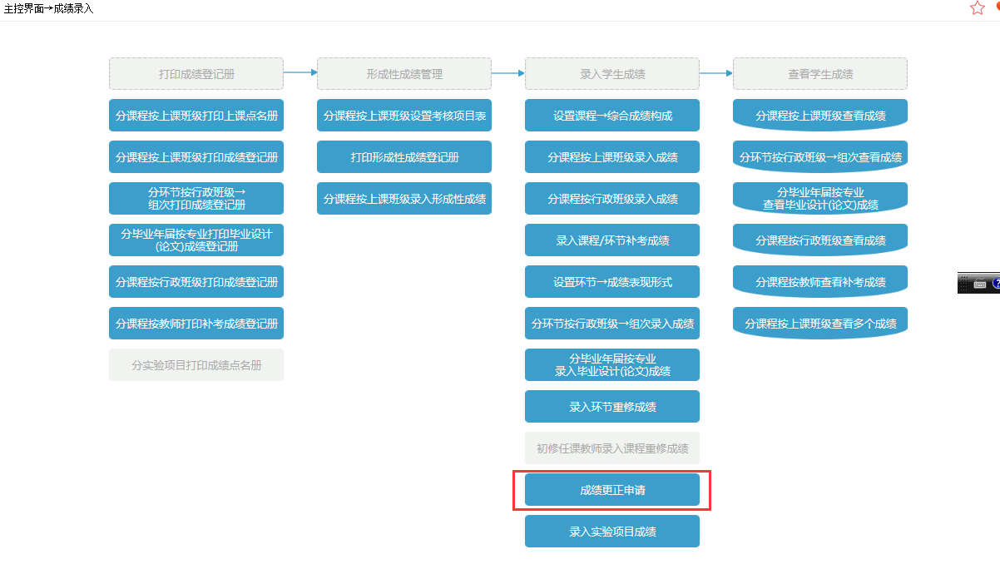 主控界面→成绩录入
打印成绩登记册
形成性成绩管理
录入学生成绩
查看学生成绩
分课程按上课班级打印上课点名册
分课程按上课班级设置考核项目表
设置课程→综合成绩构成
分课程按上课班级查看成绩
分课程按上课班级打印成绩登记册
打印形成性成绩登记册
分课程按上课班级录入成绩
分环节按行政班级→组次查看成绩
分环节按行政班级→
组次打印成绩登记册
分课程按上课班级录入形成性成绩
分课程按行政班级录入成绩
分毕业年届按专业
查看毕业设计(论文)成绩
分毕业年届按专业打印毕业设计
(论文)成绩登记册
录入课程/环节补考成绩
分课程按行政班级查看成绩
分课程按行政班级打印成绩登记册
设置环节→成绩表现形式
分课程按教师查看补考成绩
分课程按教师打印补考成绩登记册
分环节按行政班级→组次录入成绩
分课程按上课班级查看多个成绩
分实验项目打印成绩点名册
分毕业年届按专业
录入毕业设计(论文)成绩
录入环节重修成绩
初修任课教师录入课程重修成绩
成绩更正申请
录入实验项目成绩